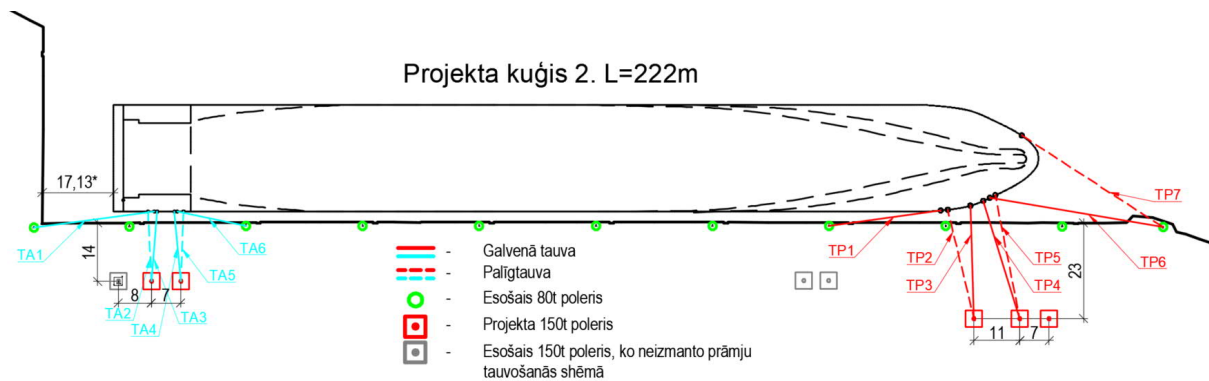 Projekta kuģis 2. L=222m
17,13*
TP7
TA1
TA6
TP1
TP2
TP5
TP6
TP3
TP4
14
TA5
8
7
TA2
TA3
TA4
23
11
7
Galvenā tauva
Palīgtauva
Esošais 80t poleris
Projekta 150t poleris
Esošais 150t poleris, ko neizmanto prāmju
tauvošanās shēmā